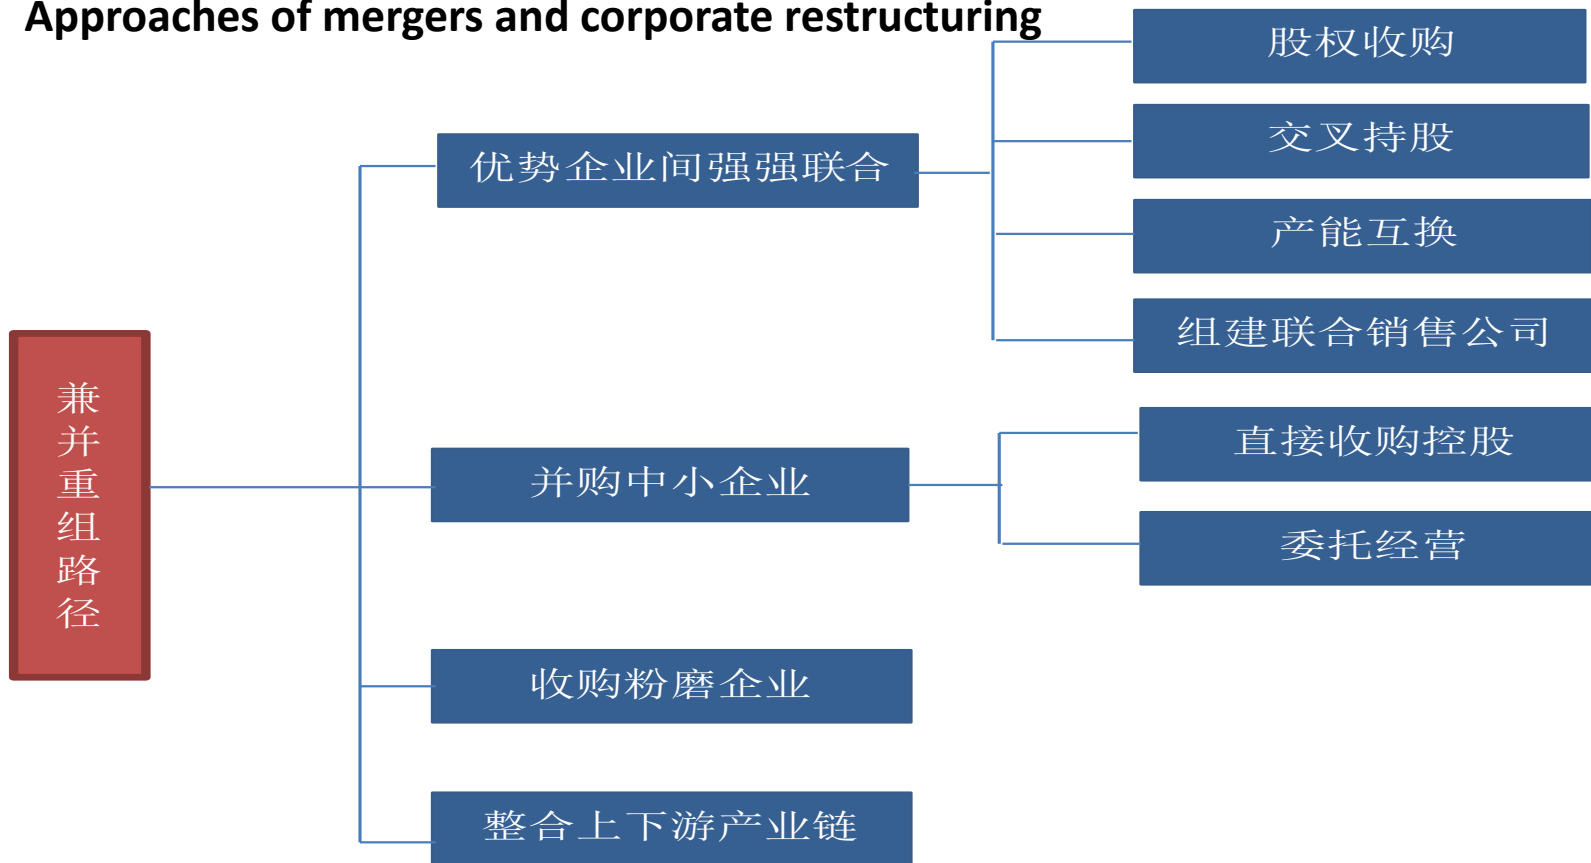 Approaches of mergers and corporate restructuring
兼并重组路径
优势企业间强强联合
股权收购
交叉持股
产能互换
组建联合销售公司
并购中小企业
直接收购控股
委托经营
收购粉磨企业
整合上下游产业链